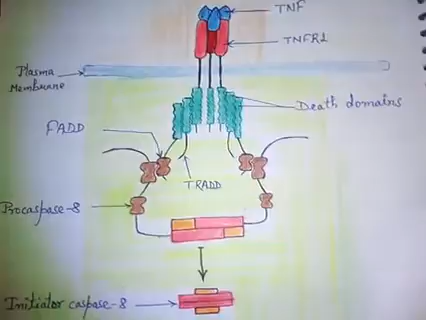 TNF
TNFR1
Plasma
Membrane
Death domains
FADD
TRADD
Procaspase-8
Initiator caspase-8